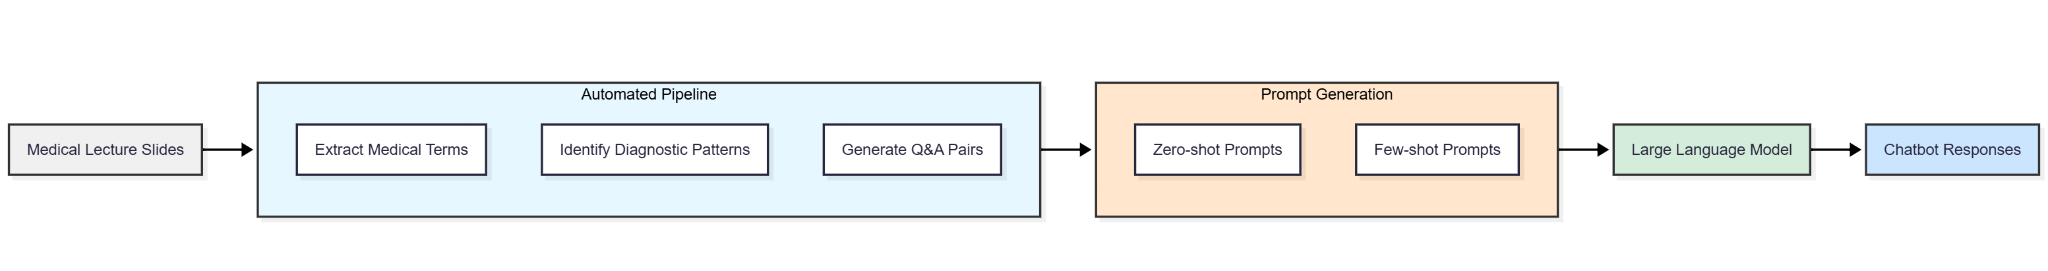 Medical Lecture Slides
Automated Pipeline
Extract Medical Terms
Identify Diagnostic Patterns
Generate Q&A Pairs
Prompt Generation
Zero-shot Prompts
Few-shot Prompts
Large Language Model
Chatbot Responses